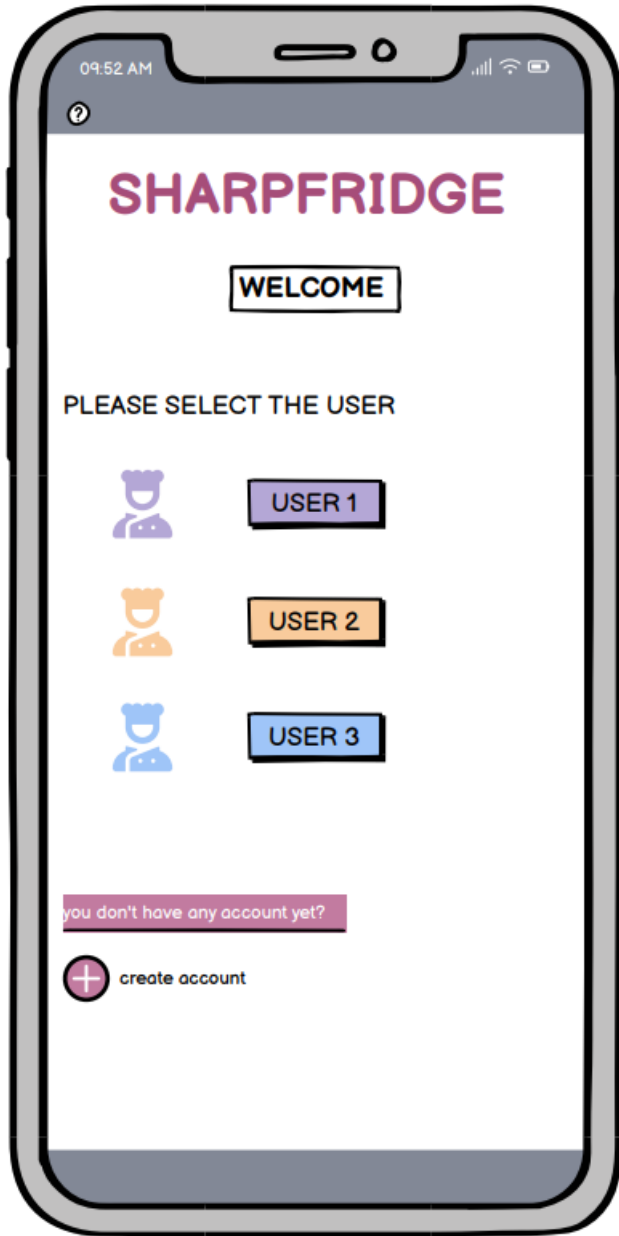 09:52 AM
?
SHARPFRIDGE
WELCOME
PLEASE SELECT THE USER
USER 1
USER 2
USER 3
you don't have any account yet?
create account